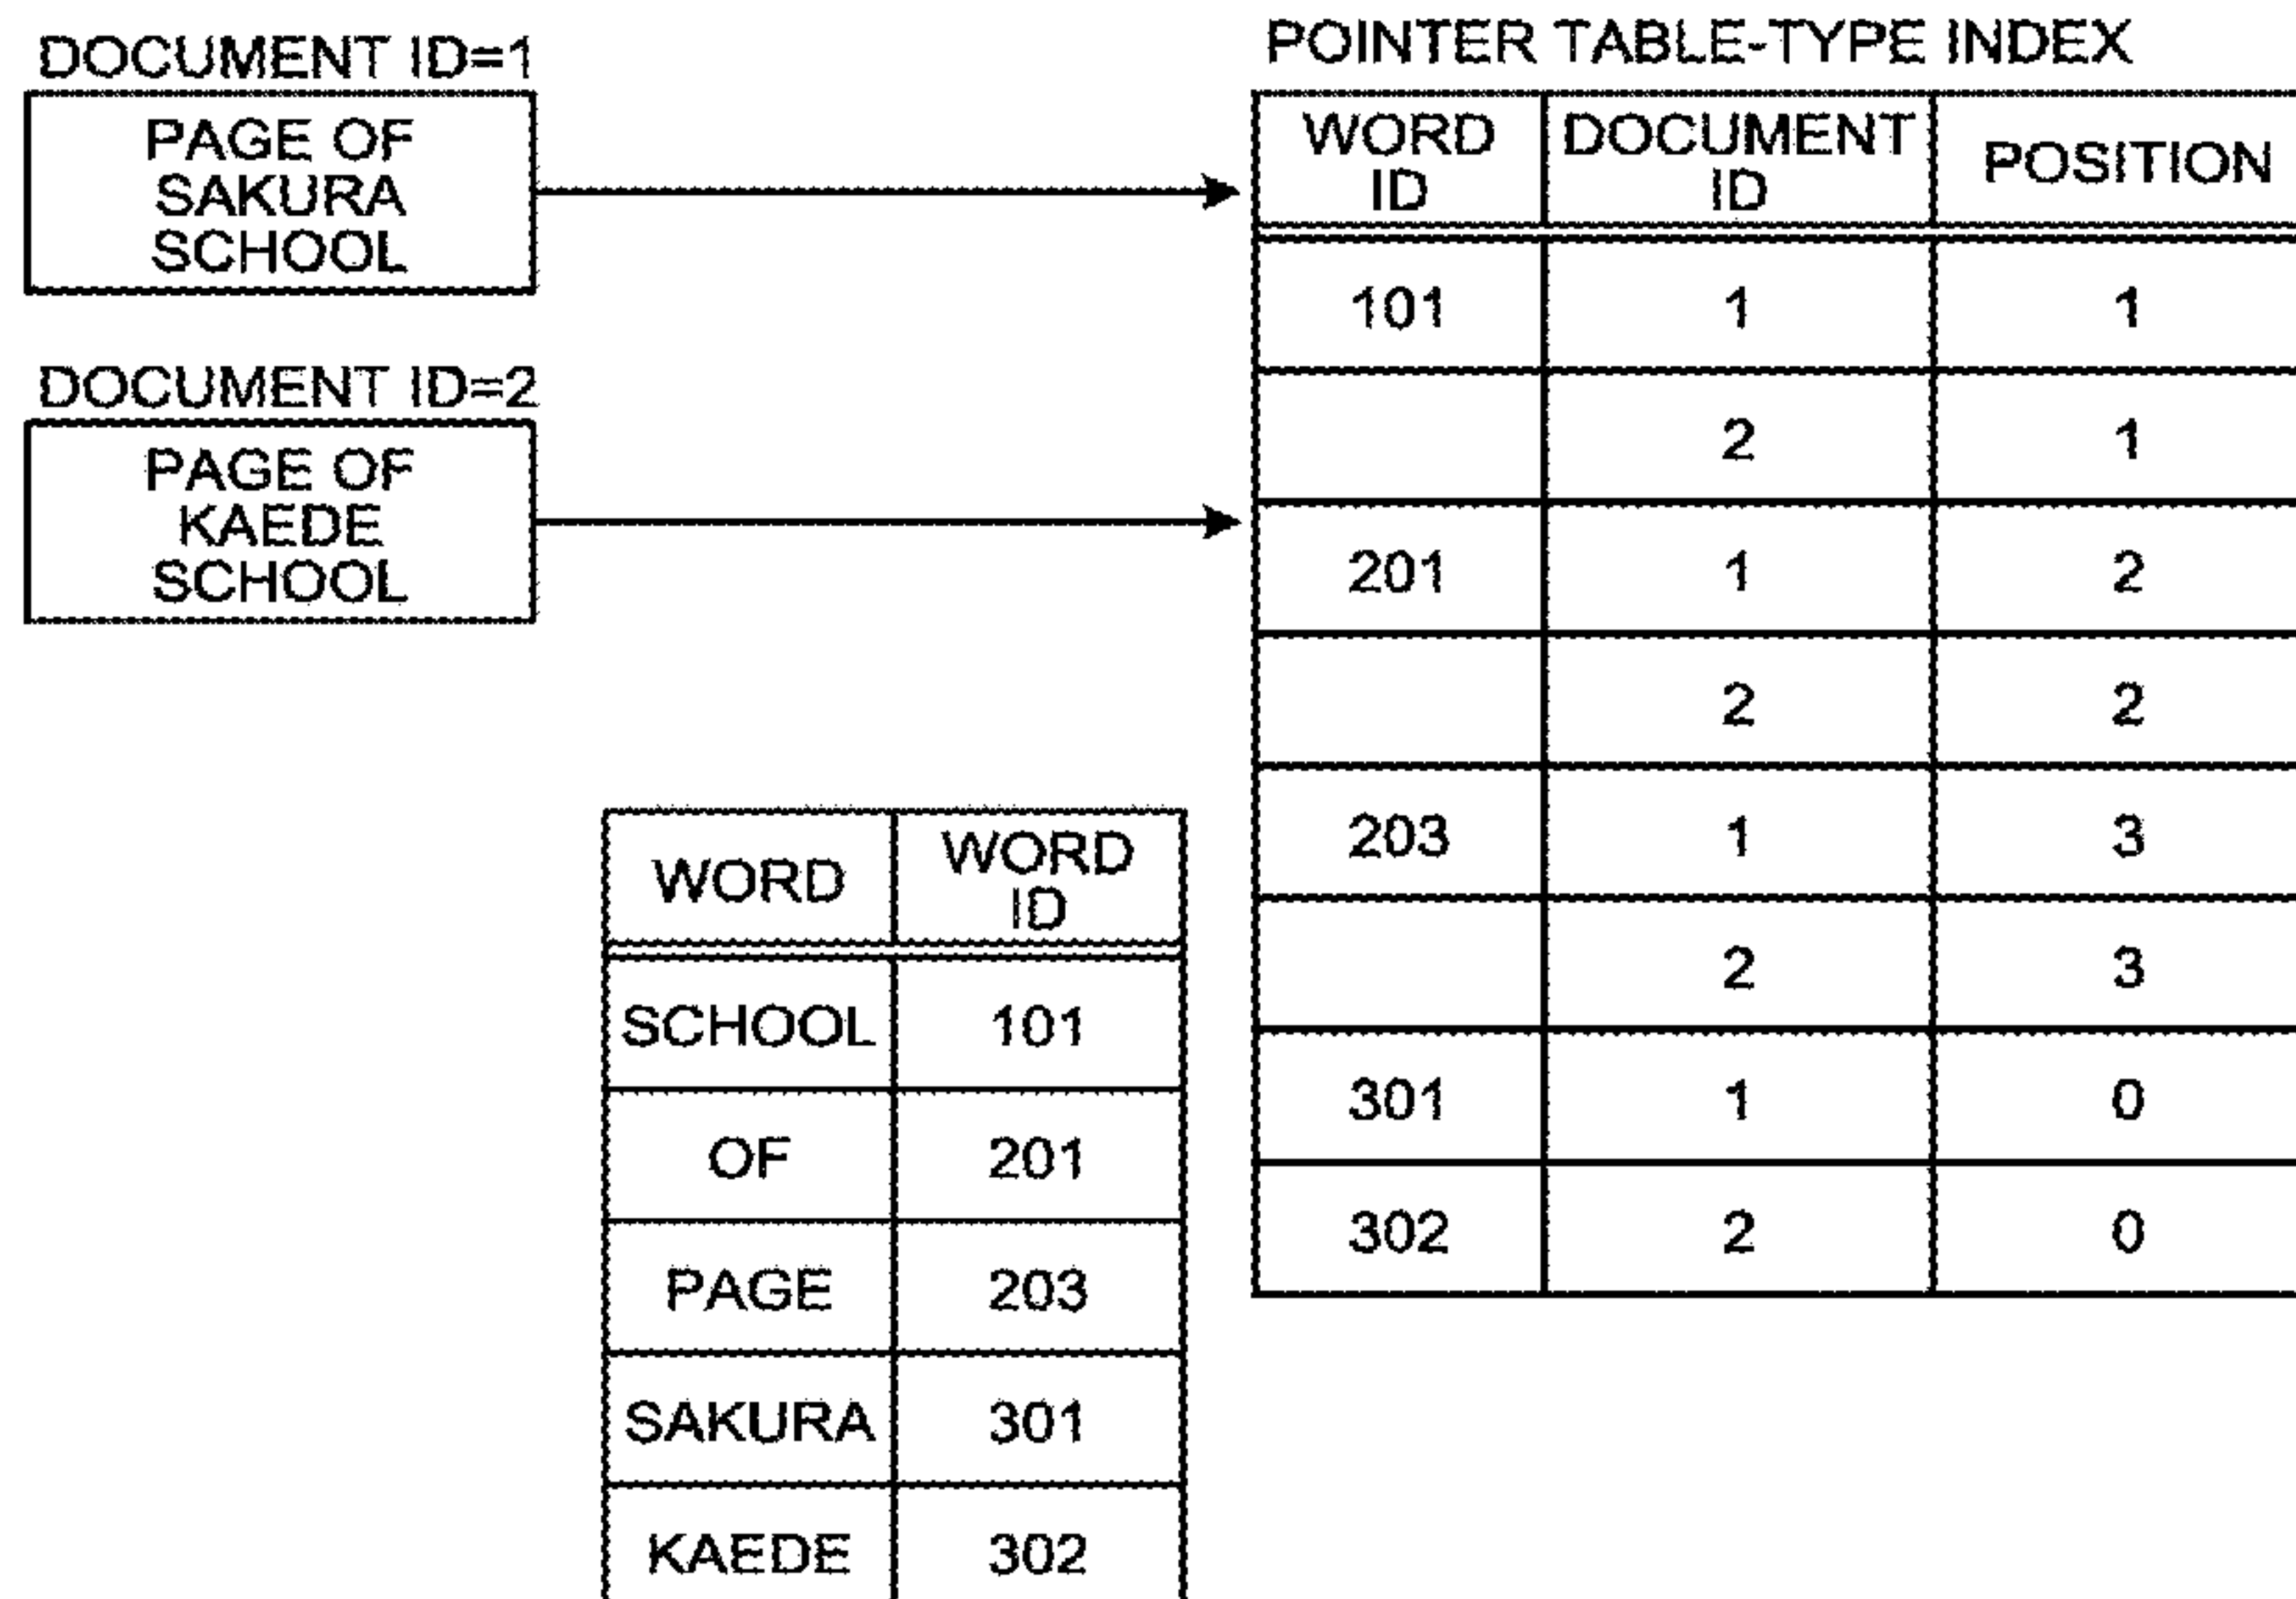 DOCUMENT ID=1
PAGE OF
SAKURA
SCHOOL
DOCUMENT ID=2
PAGE OF
KAEDE
SCHOOL
POINTER TABLE-TYPE INDEX
WORD ID DOCUMENT ID POSITION
101 1 1
2 1
201 1 2
2 2
203 1 3
2 3
301 1 0
302 2 0
WORD WORD ID
SCHOOL 101
OF 201
PAGE 203
SAKURA 301
KAEDE 302